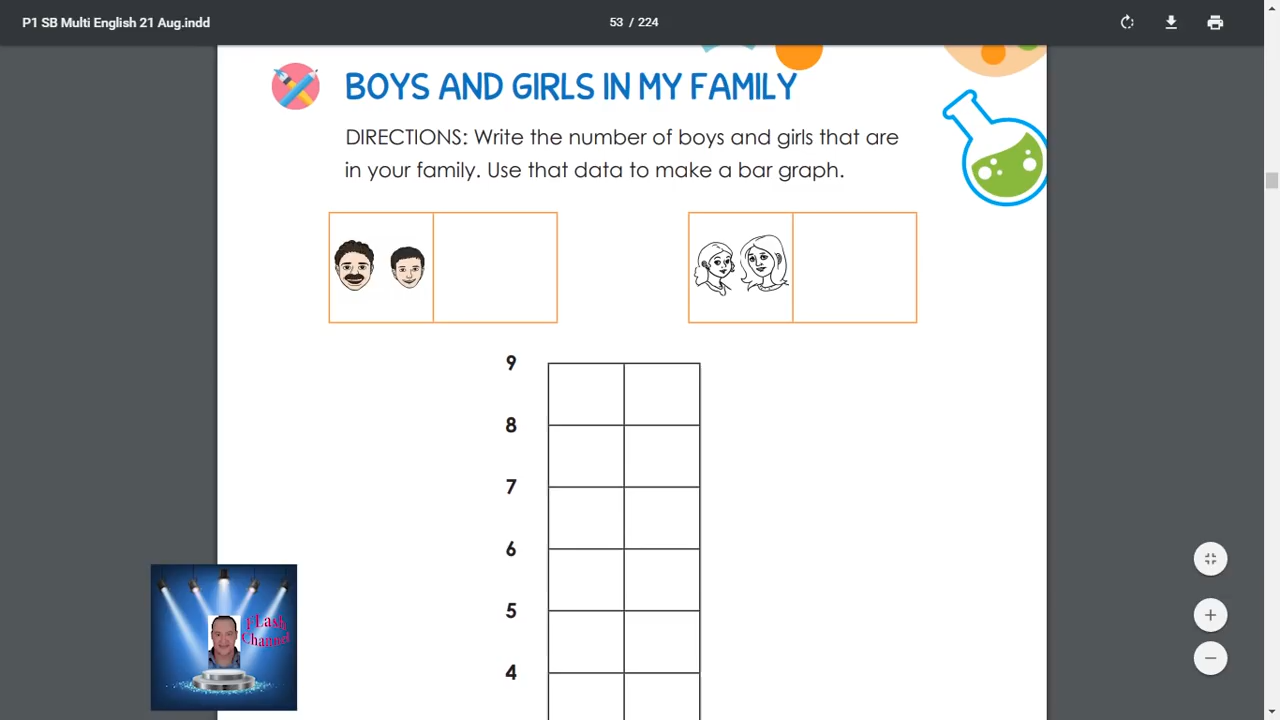 P1 SB Multi English 21 Aug.indd
53 / 224
BOYS AND GIRLS IN MY FAMILY
DIRECTIONS: Write the number of boys and girls that are
in your family. Use that data to make a bar graph.
9
8
7
6
5
4
FLash
Channel